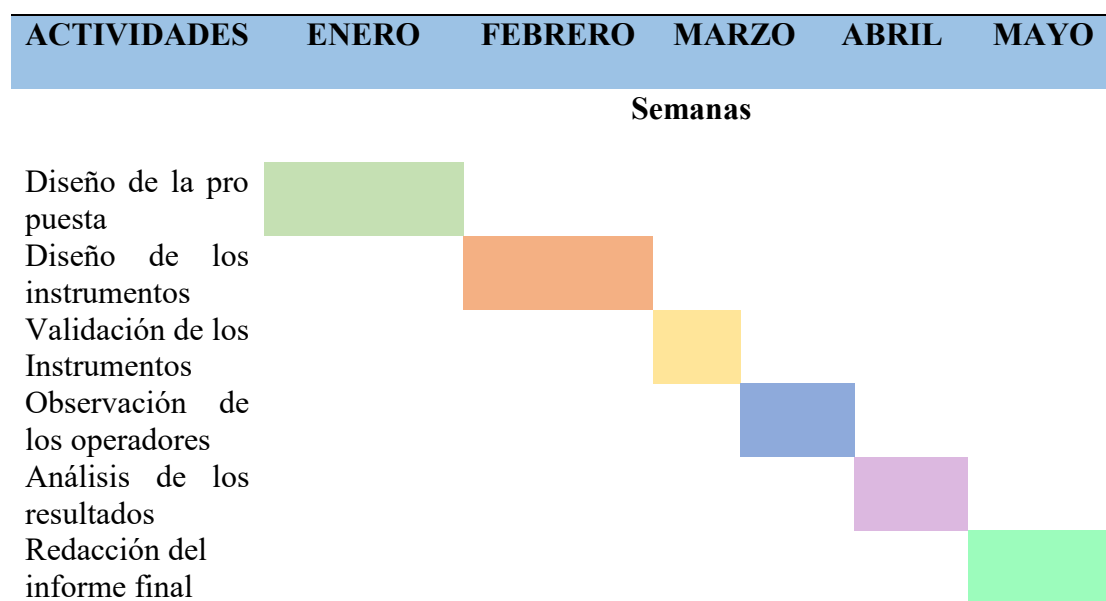 ACTIVIDADES ENERO FEBRERO MARZO ABRIL MAYO
Semanas
Diseño de la pro
puesta
Diseño de los
instrumentos
Validación de los
Instrumentos
Observación de
los operadores
Análisis de los
resultados
Redacción del
informe final